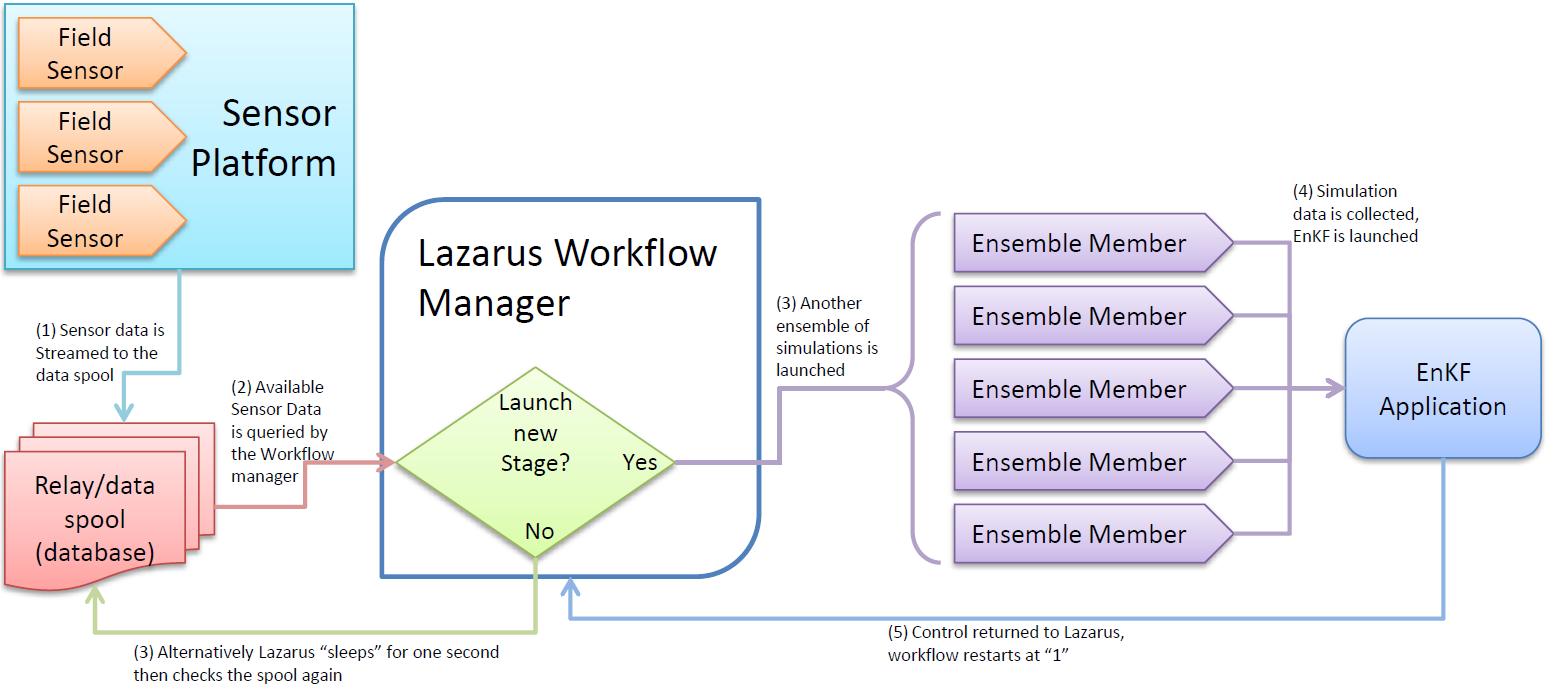 Field
Sensor
Field
Sensor
Field
Sensor
Sensor
Platform
(1) Sensor data is
Streamed to the
data spool
Relay/data
spool
(database)
(2) Available
Sensor Data
is queried by
the Workflow
manager
Lazarus Workflow
Manager
Launch
new
Stage?
Yes
No
(3) Alternatively Lazarus “sleeps” for one second
then checks the spool again
(3) Another
ensemble of
simulations is
launched
Ensemble Member
Ensemble Member
Ensemble Member
Ensemble Member
Ensemble Member
(4) Simulation
data is collected,
EnKF is launched
EnKF
Application
(5) Control returned to Lazarus,
workflow restarts at “1”